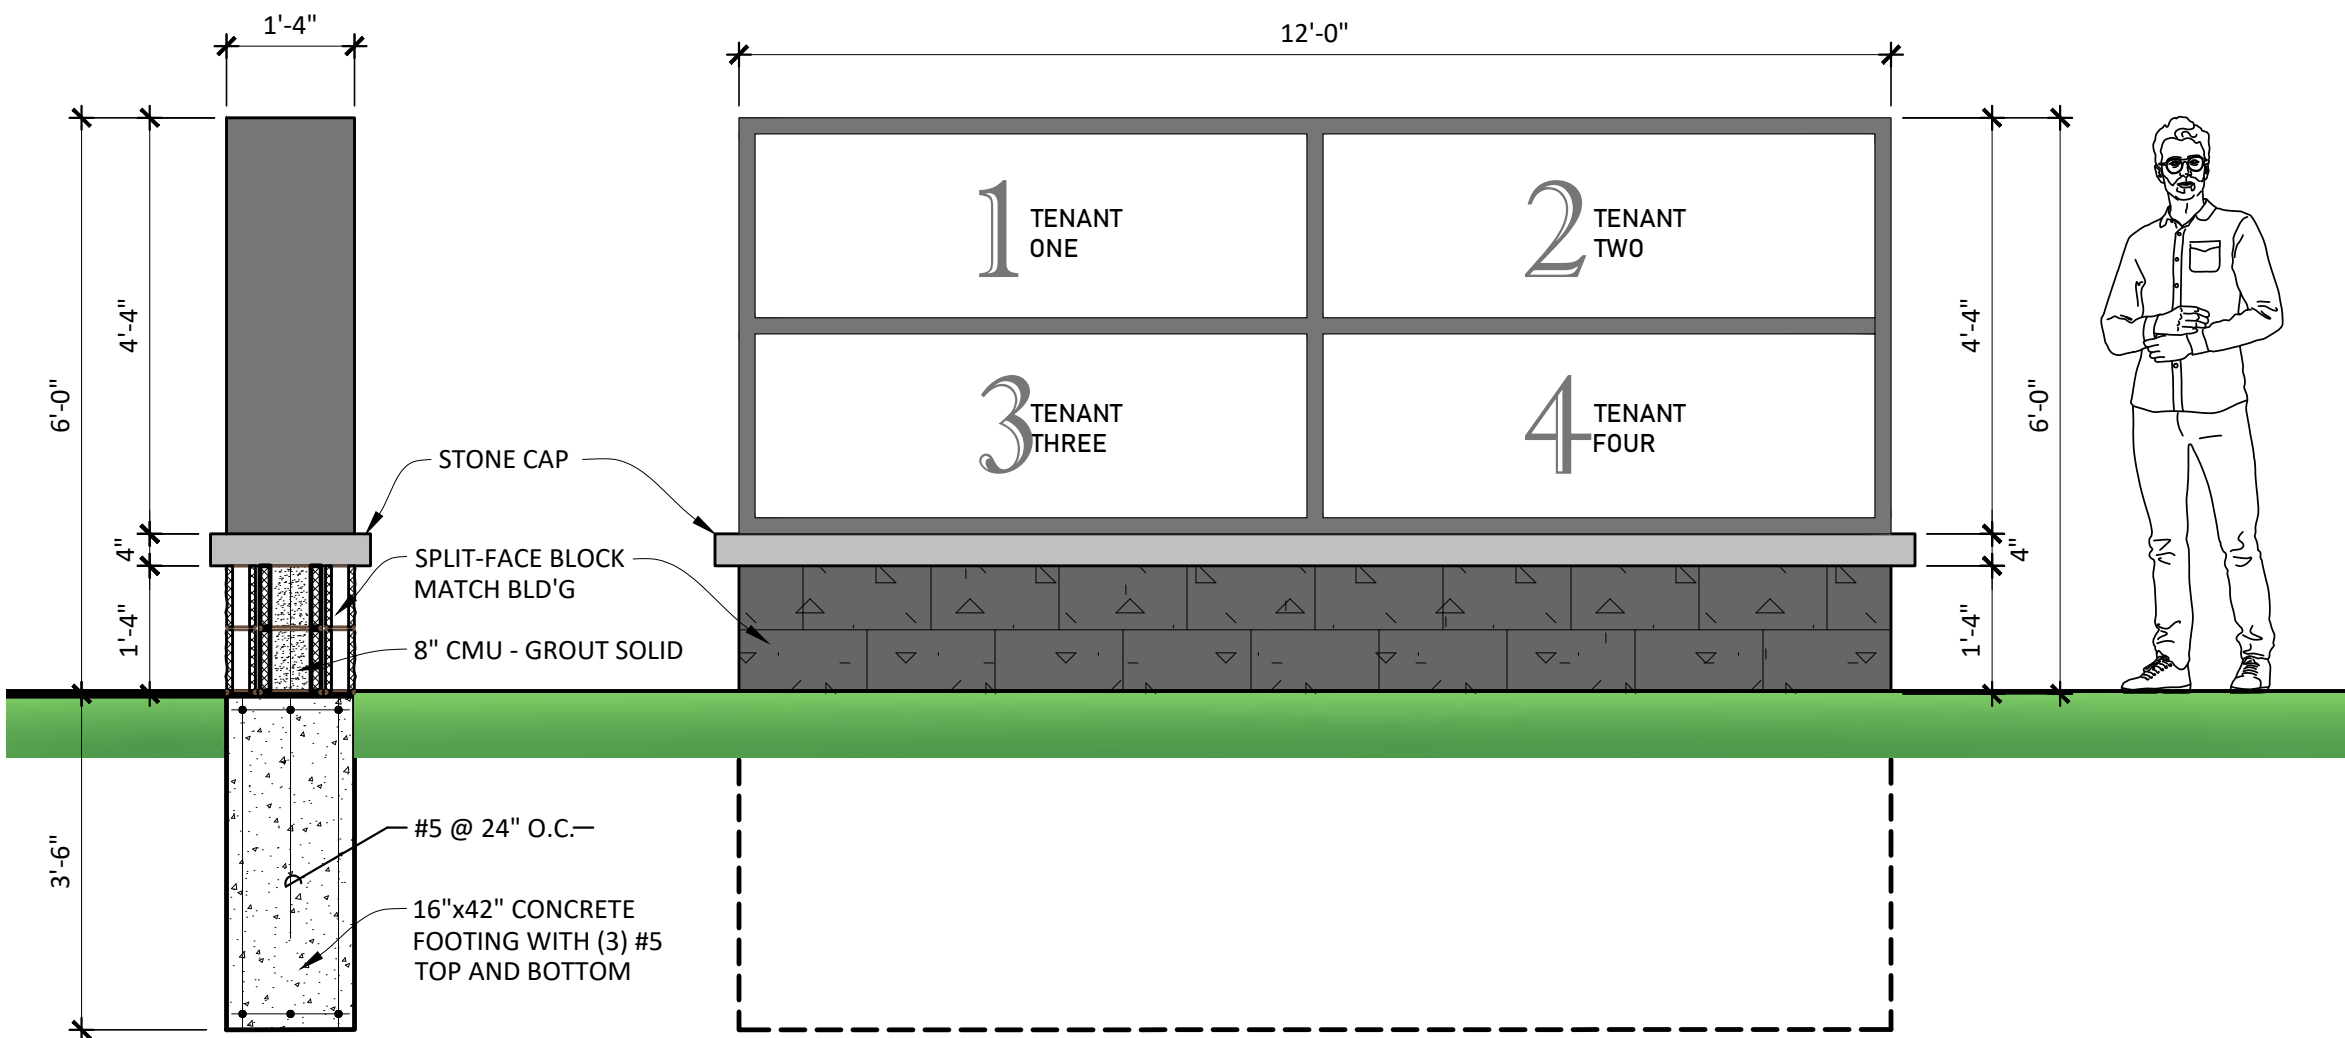 1'-4"
12'-0"
6'-0"
4'-4"
4"
1'-4"
3'-6"
1 TENANT
ONE
2 TENANT
TWO
3 TENANT
THREE
4 TENANT
FOUR
4'-4"
6'-0"
4"
1'-4"
STONE CAP
SPLIT-FACE BLOCK
MATCH BLD'G
8" CMU - GROUT SOLID
#5 @ 24" O.C.
16"x42" CONCRETE
FOOTING WITH (3) #5
TOP AND BOTTOM